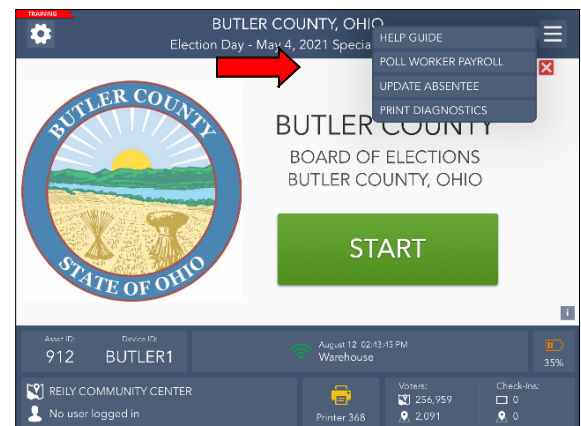 TRAINING
BUTLER COUNTY, OHIO
Election Day - May 4, 2021 Specia
HELP GUIDE
POLL WORKER PAYROLL
UPDATE ABSENTEE
PRINT DIAGNOSTICS
BUTLER COUNTY
STATE OF OHIO
BUTLER COUNTY
BOARD OF ELECTIONS
BUTLER COUNTY, OHIO
START
i
Asset ID:
912
Device ID:
BUTLER1
August 12 02:43:45 PM
Warehouse
35%
REILY COMMUNITY CENTER
No user logged in
Printer 368
Voters:
256,959
2,091
Check-Ins:
0
0